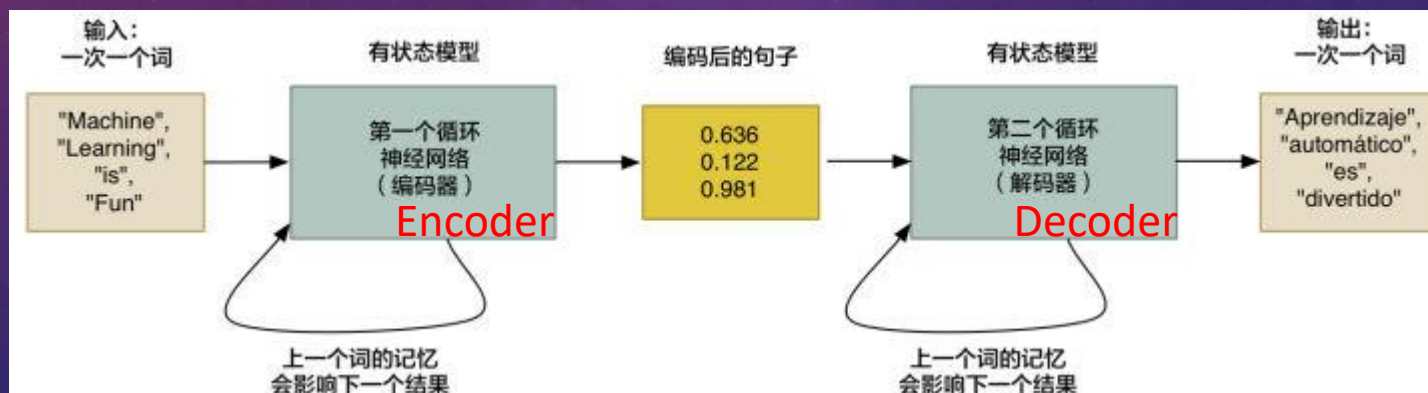 输入：
一次一个词
"Machine",
"Learning",
"is",
"Fun"
有状态模型
第一个循环
神经网络
（编码器）
Encoder
上一个词的记忆
会影响下一个结果
编码后的句子
0.636
0.122
0.981
有状态模型
第二个循环
神经网络
（解码器）
Decoder
上一个词的记忆
会影响下一个结果
输出：
一次一个词
"Aprendizaje",
"automático",
"es",
"divertido"